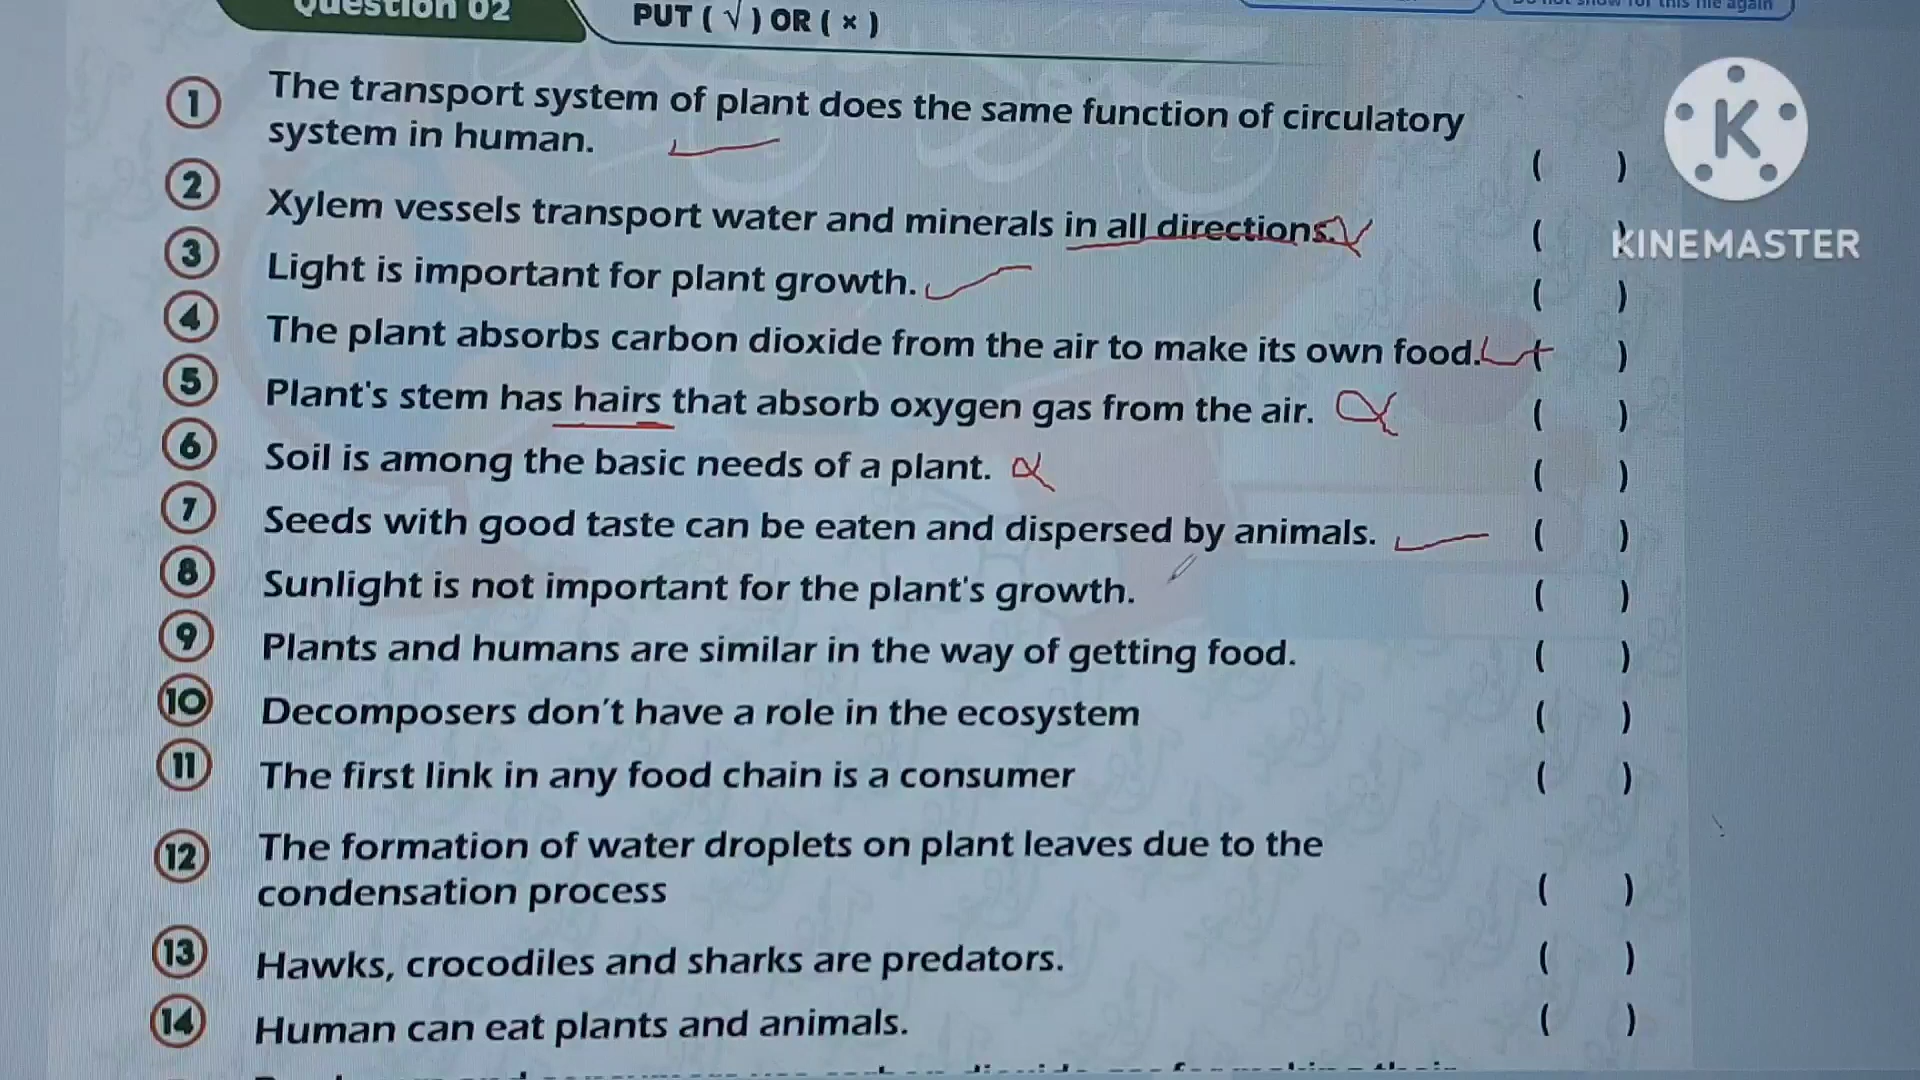 Question 02
PUT ( √ ) OR ( × )
1 The transport system of plant does the same function of circulatory
system in human. ( )
2 Xylem vessels transport water and minerals in all directions. ( )
3 Light is important for plant growth. ( )
4 The plant absorbs carbon dioxide from the air to make its own food. ( )
5 Plant's stem has hairs that absorb oxygen gas from the air. ( )
6 Soil is among the basic needs of a plant. ( )
7 Seeds with good taste can be eaten and dispersed by animals. ( )
8 Sunlight is not important for the plant's growth. ( )
9 Plants and humans are similar in the way of getting food. ( )
10 Decomposers don't have a role in the ecosystem ( )
11 The first link in any food chain is a consumer ( )
12 The formation of water droplets on plant leaves due to the
condensation process ( )
13 Hawks, crocodiles and sharks are predators. ( )
14 Human can eat plants and animals. ( )
K
KINEMASTER